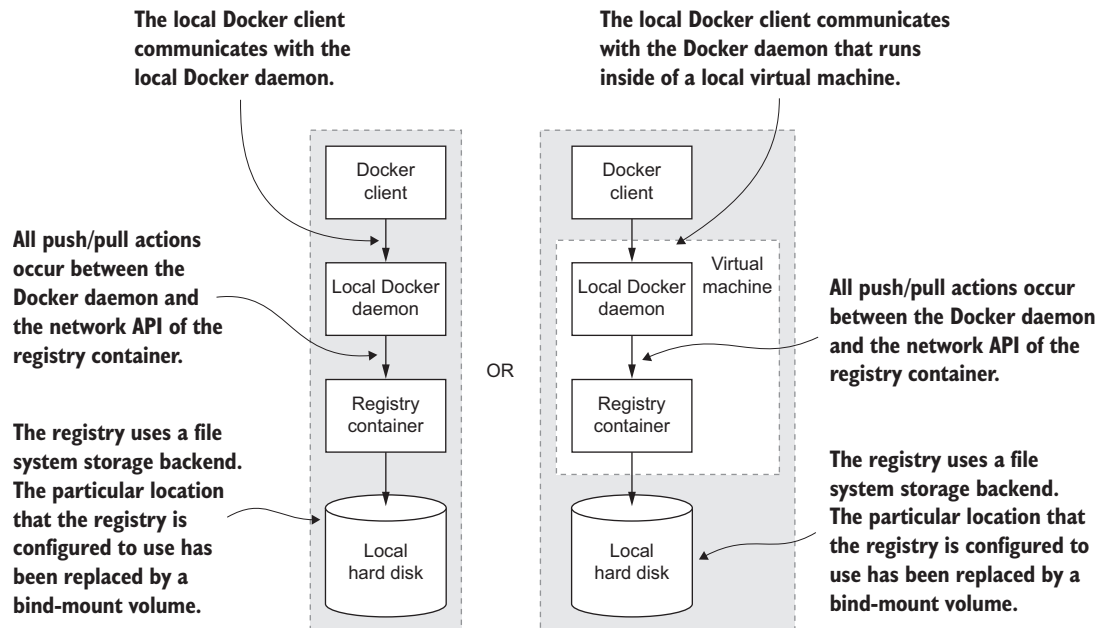 The local Docker client
communicates with the
local Docker daemon.
The local Docker client communicates
with the Docker daemon that runs
inside of a local virtual machine.
Docker
client
Docker
client
All push/pull actions
occur between the
Docker daemon and
the network API of the
registry container.
Local Docker
daemon
Virtual
machine
Local Docker
daemon
All push/pull actions occur
between the Docker daemon
and the network API of the
registry container.
OR
Registry
container
Registry
container
The registry uses a file
system storage backend.
The particular location
that the registry is
configured to use has
been replaced by a
bind-mount volume.
Local
hard disk
Local
hard disk
The registry uses a file
system storage backend.
The particular location that
the registry is configured to
use has been replaced by a
bind-mount volume.